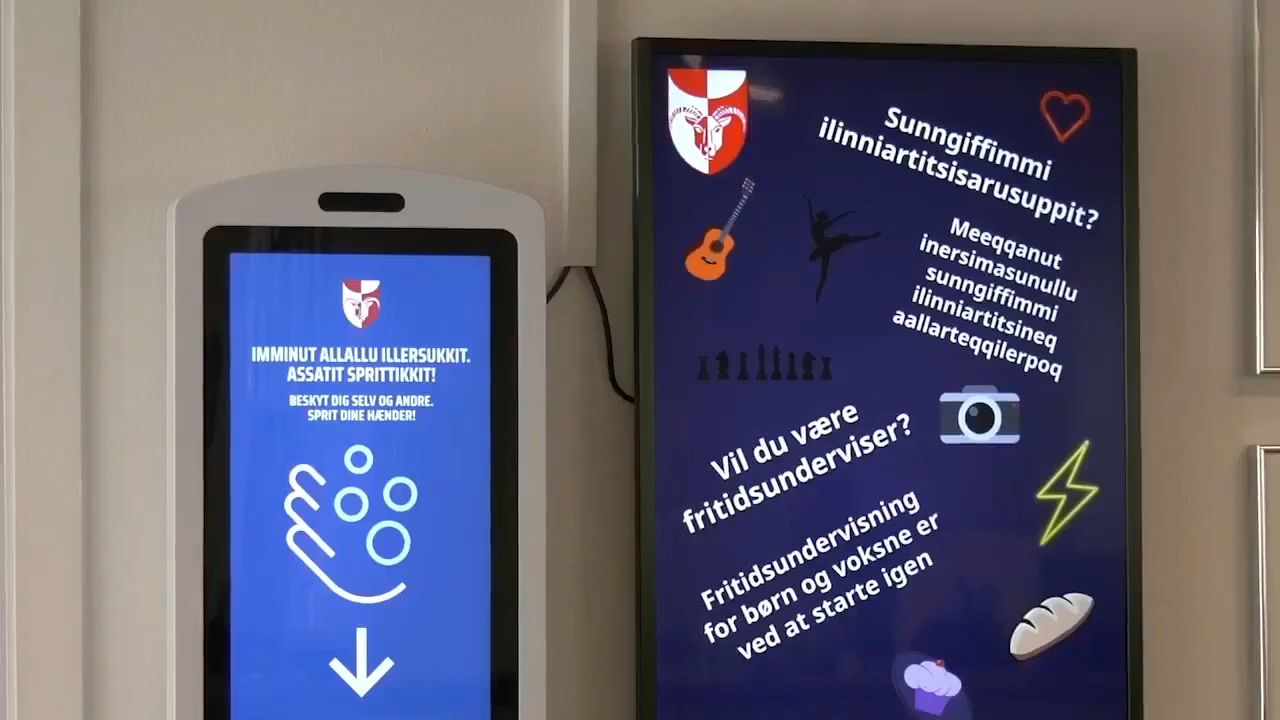 IMMINUT ALLALLU ILLERSUKKIT.
ASSATIT SPRITTIKKIT!
BESKYT DIG SELV OG ANDRE.
SPRIT DINE HÆNDER!
Sunngiffimmi
ilinniartitsisarusuppit?
Meeqqanut
inersimasunullu
sunngiffimmi
ilinniartitsineq
aallarteqqilerpoq
Vil du være
fritidsunderviser?
Fritidsundervisning
for børn og voksne er
ved at starte igen